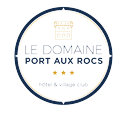 LE DOMAINE
PORT AUX ROCS
hôtel & village club